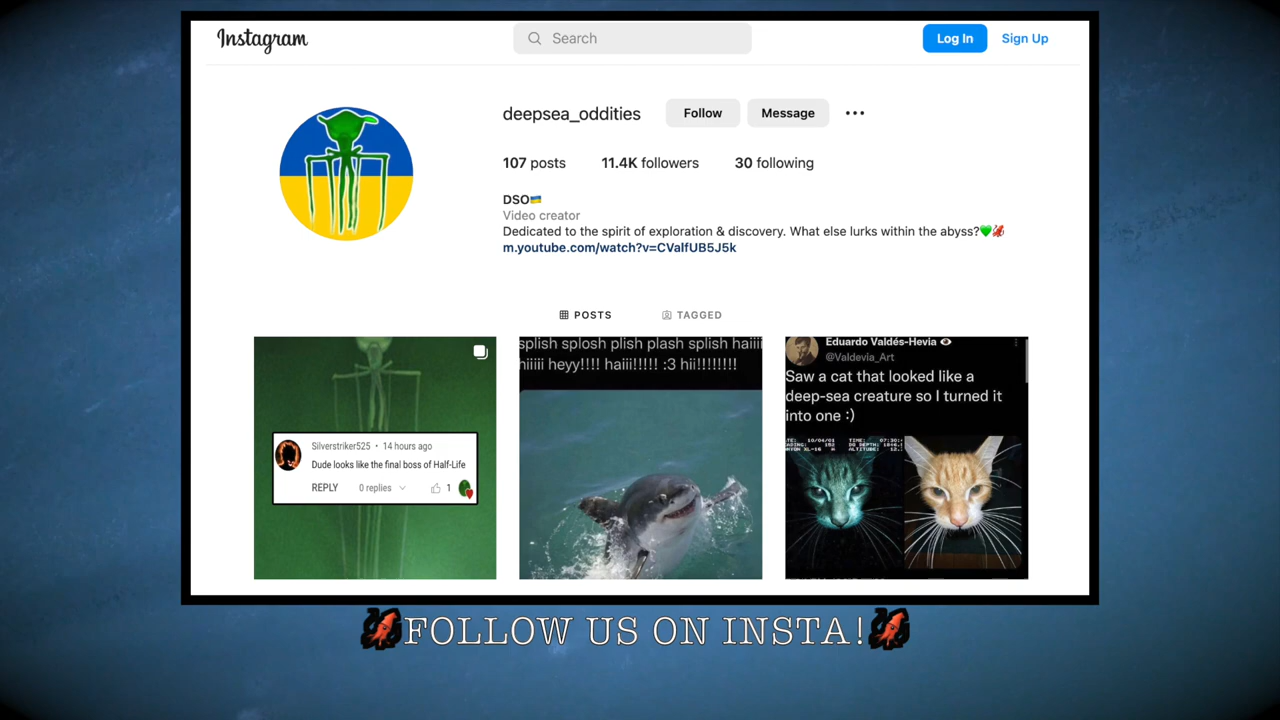 Instagram
Search
Log In
Sign Up
deepsea_oddities
Follow
Message
107 posts
11.4K followers
30 following
DSO🇺🇦
Video creator
Dedicated to the spirit of exploration & discovery. What else lurks within the abyss?💚🦑
m.youtube.com/watch?v=CValfUB5J5k
POSTS
TAGGED
Silverstriker525 • 14 hours ago
Dude looks like the final boss of Half-Life
REPLY
0 replies
1
splish splosh plish plash splish haiiii
hiiiii heyy!!!! haiii!!!!! :3 hii!!!!!!!!
Eduardo Valdés-Hevia 👁
@Valdevia_Art
Saw a cat that looked like a
deep-sea creature so I turned it
into one :)
🦑FOLLOW US ON INSTA!🦑